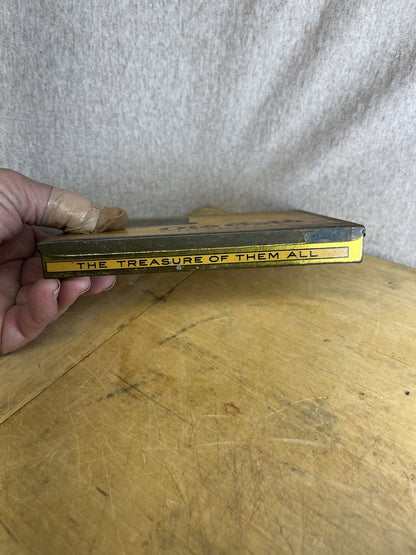 THE TREASURE OF THEM ALL